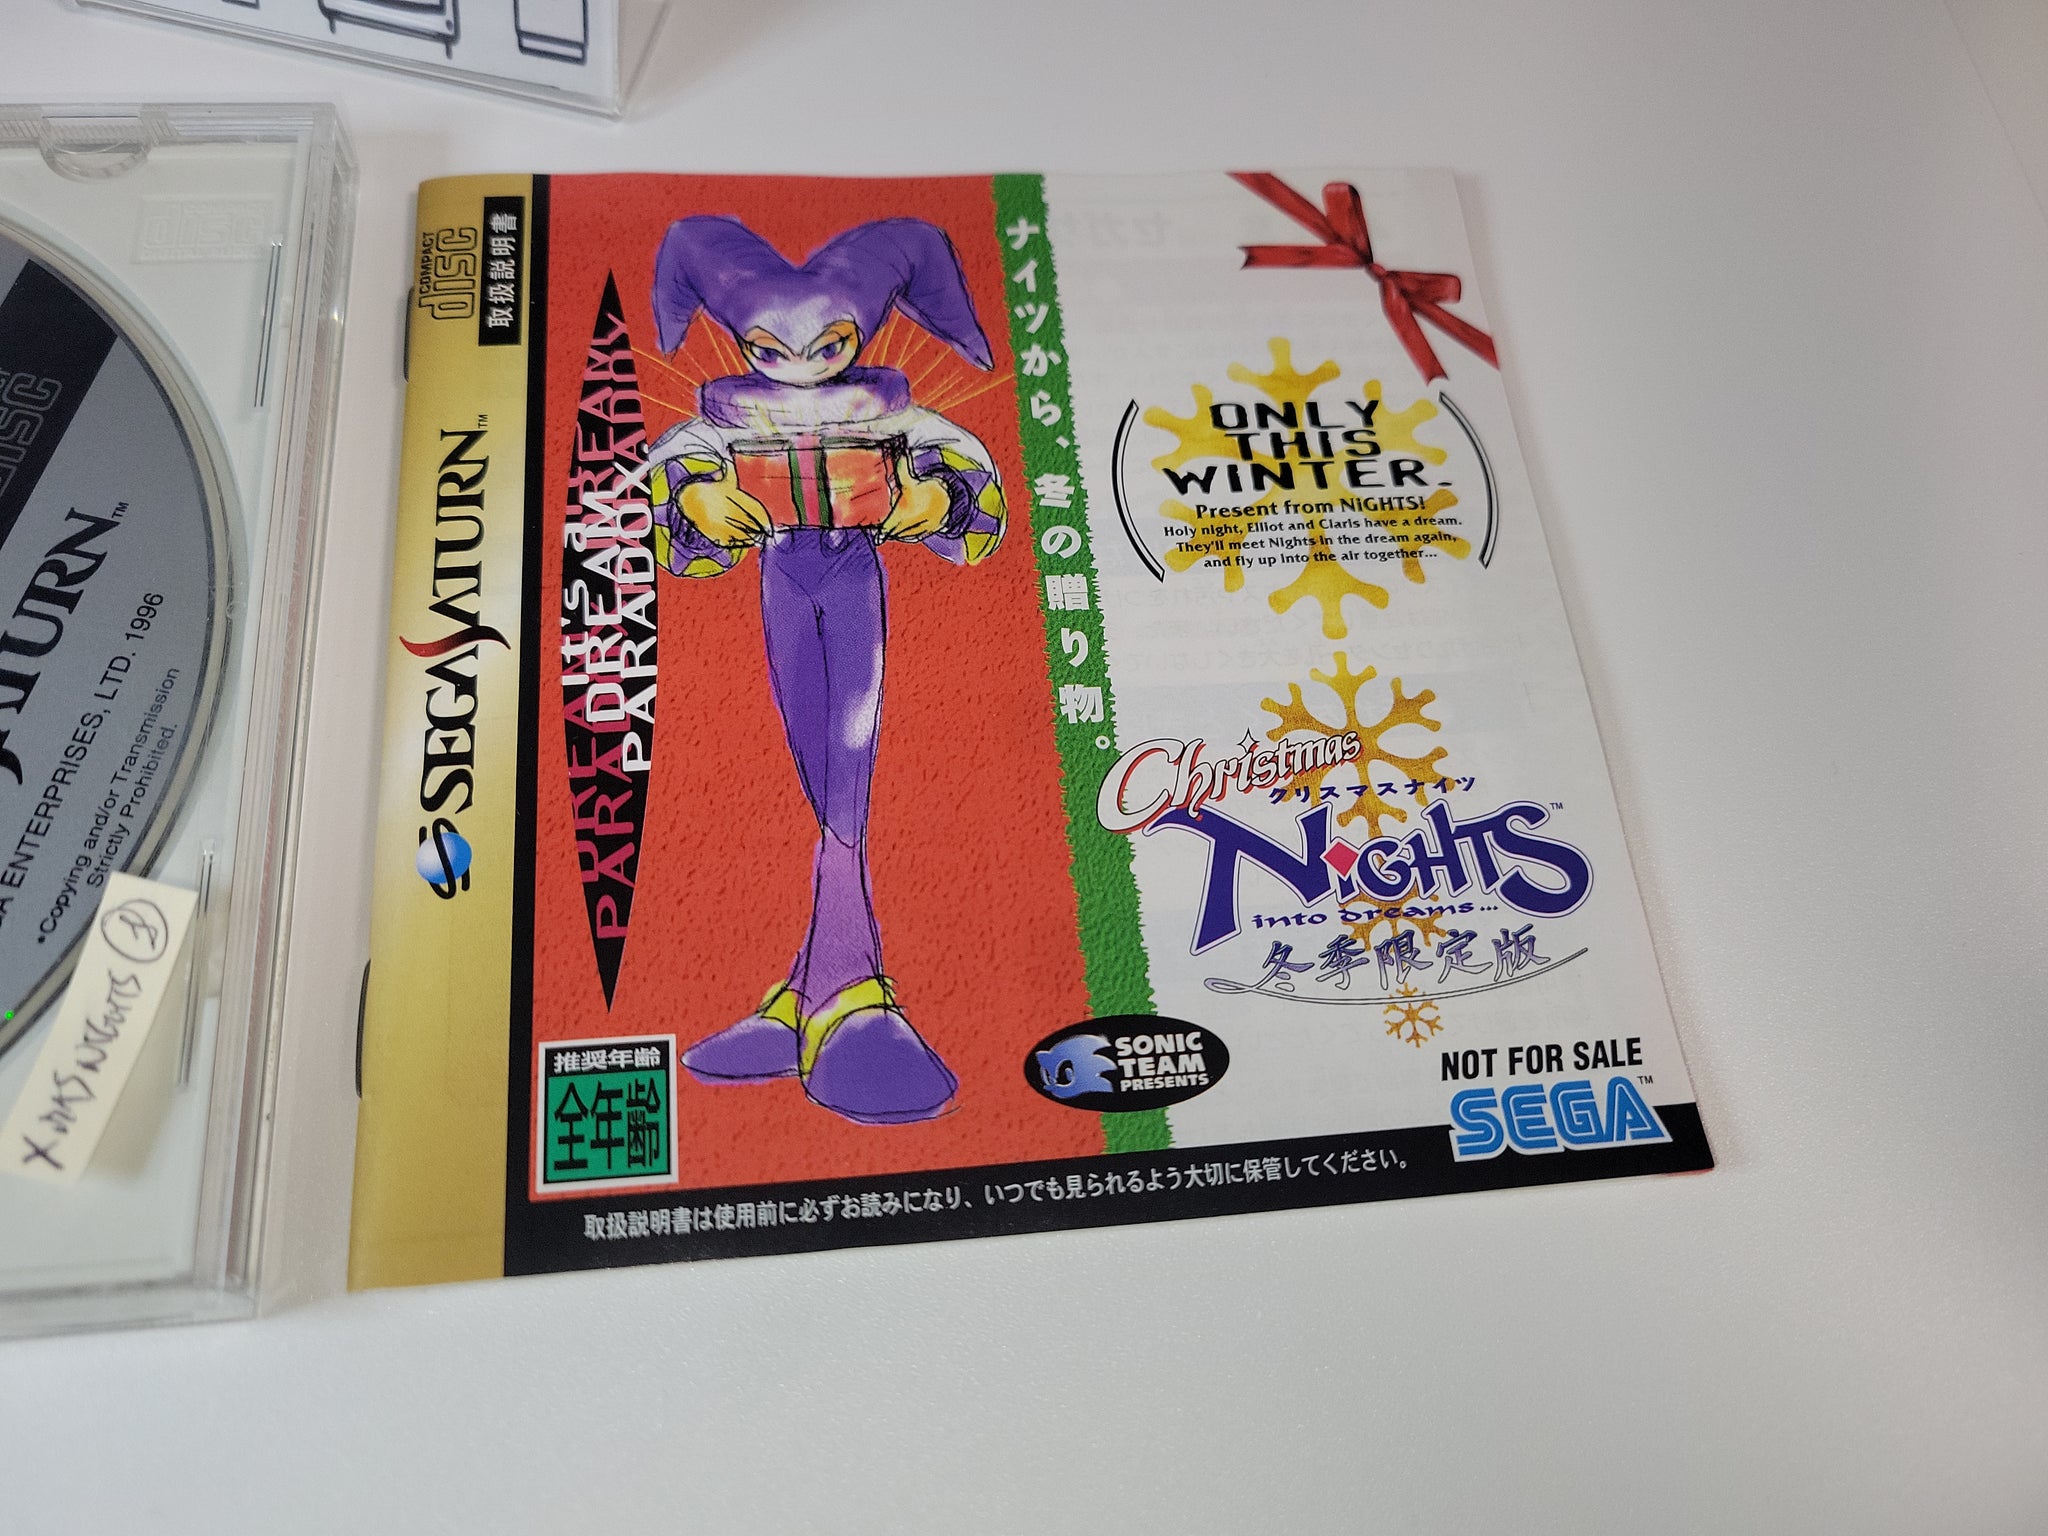 COMPACT
disc
取扱説明書
SEGA SATURN™
It's a
DREAMY
DREAM
PARADOX.
PARADOX
ナイツから、冬の贈り物。
ONLY
THIS
WINTER.
Present from NiGHTS!
Holy night, Elliot and Claris have a dream.
They'll meet Nights in the dream again,
and fly up into the air together...
Christmas
クリスマスナイツ
NiGHTS™
into dreams...
冬季限定版
推奨年齢
全年齢
SONIC
TEAM
PRESENTS
NOT FOR SALE
SEGA™
取扱説明書は使用前に必ずお読みになり、いつでも見られるよう大切に保管してください。
ATURN™
ENTERPRISES, LTD. 1996
•Copying and/or Transmission
Strictly Prohibited.
XMAS NIGHTS